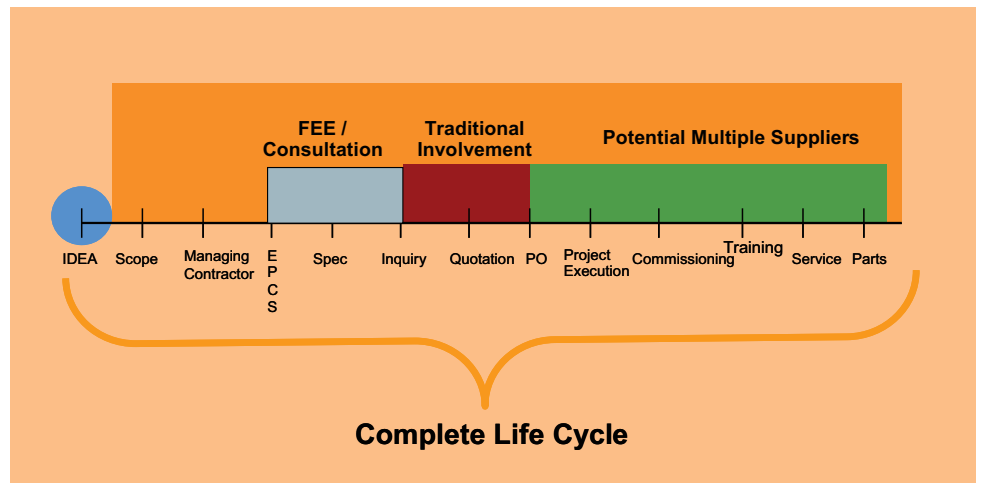 FEE /
Consultation
Traditional
Involvement
Potential Multiple Suppliers
IDEA
Scope
Managing
Contractor
E
P
C
S
Spec
Inquiry
Quotation
PO
Project
Execution
Commissioning
Training
Service
Parts
Complete Life Cycle